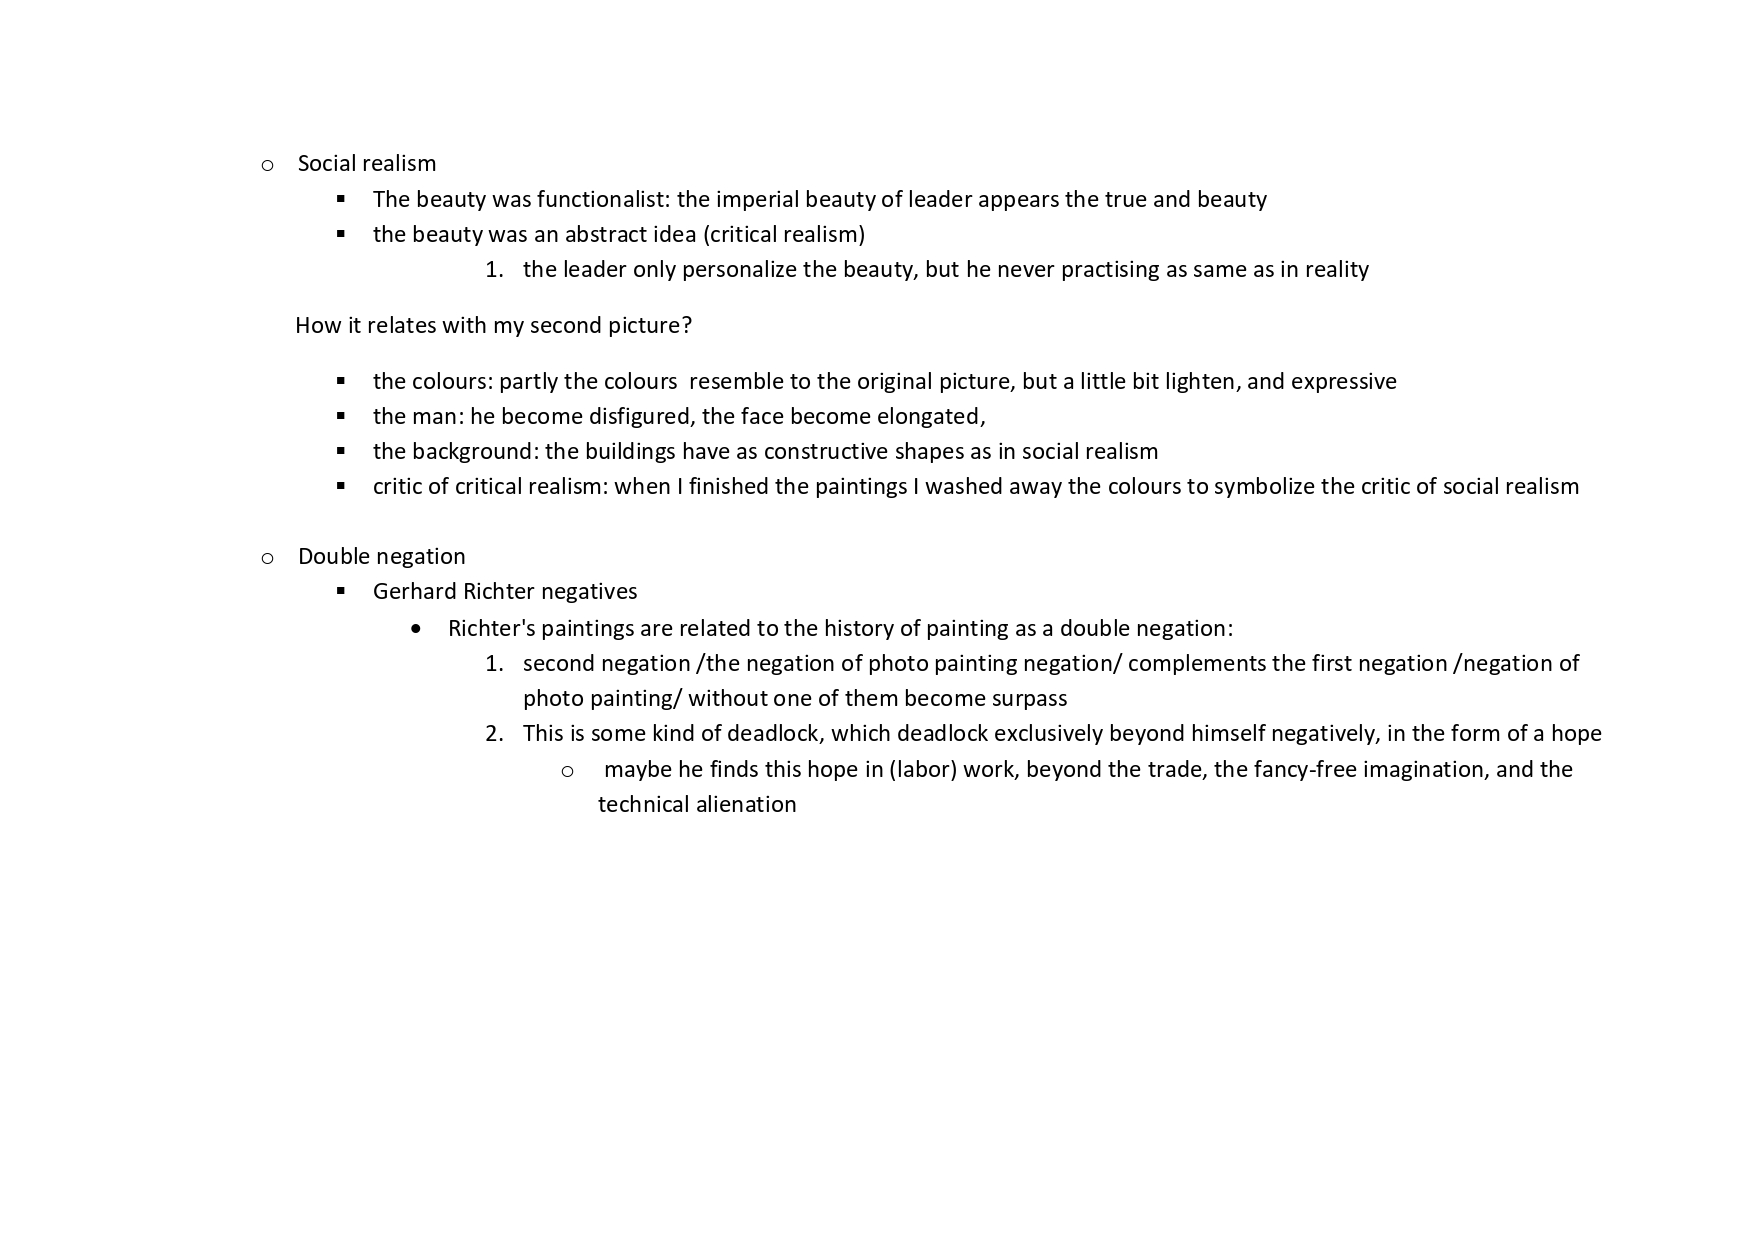 o Social realism
▪ The beauty was functionalist: the imperial beauty of leader appears the true and beauty
▪ the beauty was an abstract idea (critical realism)
1. the leader only personalize the beauty, but he never practising as same as in reality
How it relates with my second picture?
▪ the colours: partly the colours  resemble to the original picture, but a little bit lighten, and expressive
▪ the man: he become disfigured, the face become elongated,
▪ the background: the buildings have as constructive shapes as in social realism
▪ critic of critical realism: when I finished the paintings I washed away the colours to symbolize the critic of social realism
o Double negation
▪ Gerhard Richter negatives
• Richter's paintings are related to the history of painting as a double negation:
1. second negation /the negation of photo painting negation/ complements the first negation /negation of
photo painting/ without one of them become surpass
2. This is some kind of deadlock, which deadlock exclusively beyond himself negatively, in the form of a hope
o maybe he finds this hope in (labor) work, beyond the trade, the fancy-free imagination, and the
technical alienation